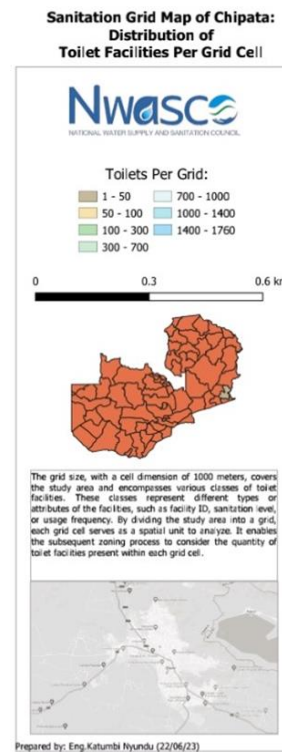 Sanitation Grid Map of Chipata:
Distribution of
Toilet Facilities Per Grid Cell
NWASCO
NATIONAL WATER SUPPLY AND SANITATION COUNCIL
Toilets Per Grid:
1 - 50
50 - 100
100 - 300
300 - 700
700 - 1000
1000 - 1400
1400 - 1760
0 0.3 0.6 km
The grid size, with a cell dimension of 1000 meters, covers
the study area and encompasses various classes of toilet
facilities. These classes represent different types or
attributes of the facilities, such as facility ID, sanitation level,
or usage frequency. By dividing the study area into a grid,
each grid cell serves as a spatial unit to analyze. It enables
the subsequent zoning process to consider the quantity of
toilet facilities present within each grid cell.
Prepared by: Eng.Katumbi Nyundu (22/06/23)